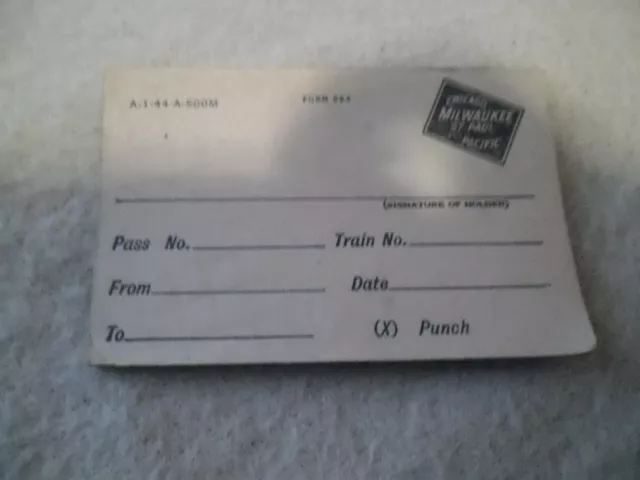 A-1-44-A-500M
FORM
CHICAGO
MILWAUKEE
ST PAUL
PACIFIC
(SIGNATURE OF HOLDER)
Pass No. Train No.
From Date
To (X) Punch